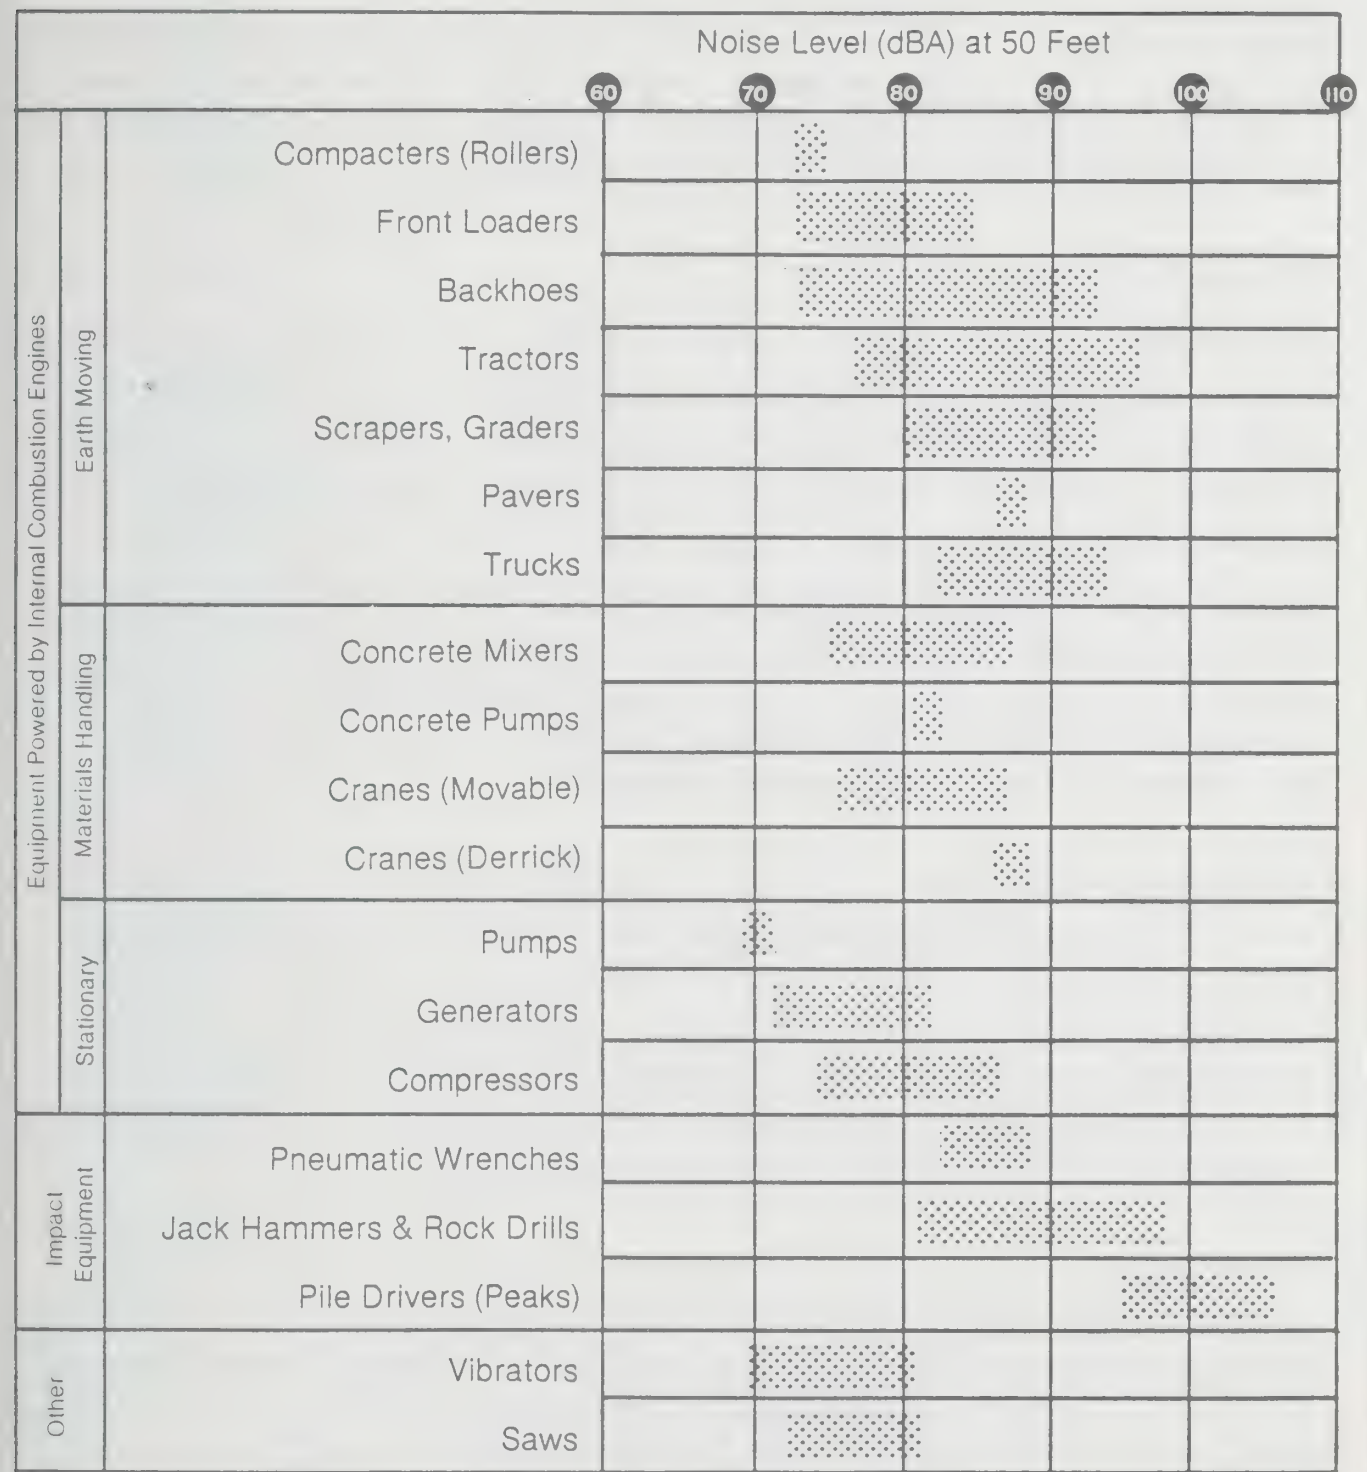 Noise Level (dBA) at 50 Feet
60 70 80 90 100 110
Equipment Powered by Internal Combustion Engines
Earth Moving
Compacters (Rollers)
Front Loaders
Backhoes
Tractors
Scrapers, Graders
Pavers
Trucks
Materials Handling
Concrete Mixers
Concrete Pumps
Cranes (Movable)
Cranes (Derrick)
Stationary
Pumps
Generators
Compressors
Impact
Equipment
Pneumatic Wrenches
Jack Hammers & Rock Drills
Pile Drivers (Peaks)
Other
Vibrators
Saws